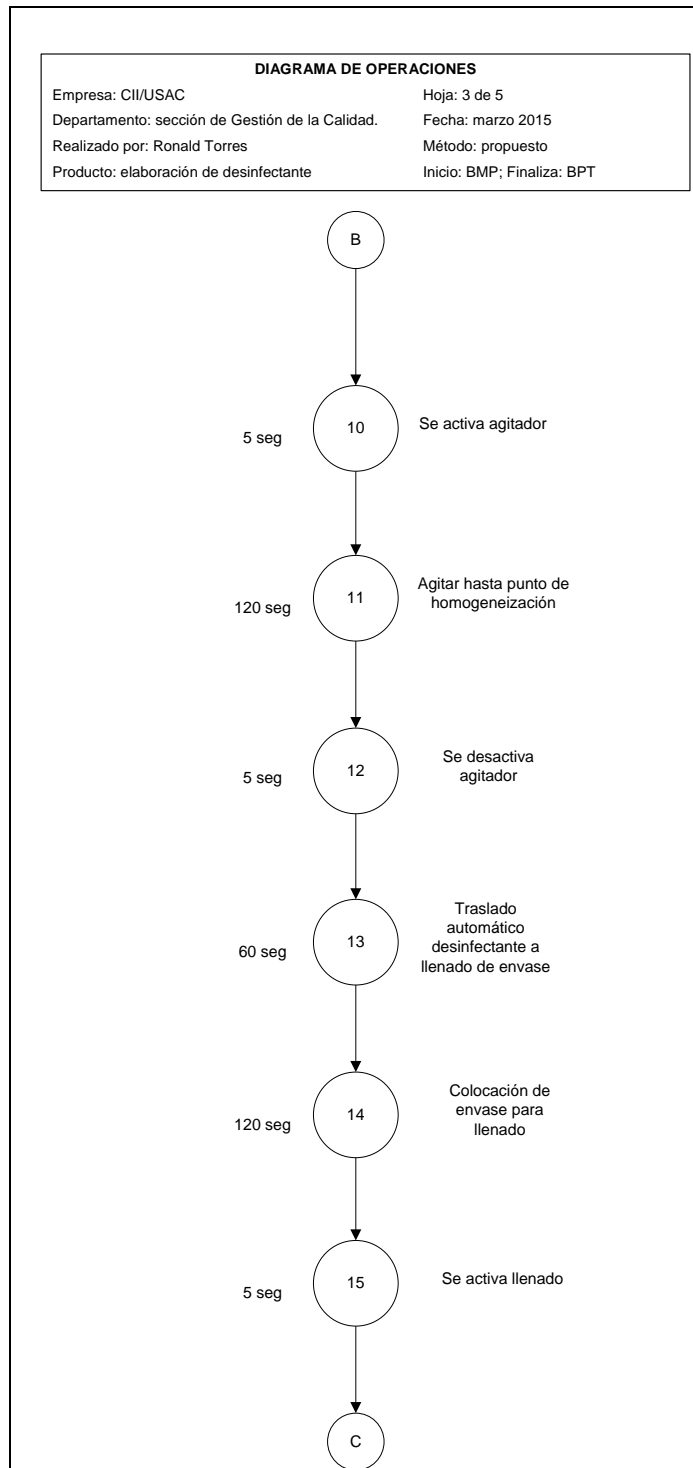 DIAGRAMA DE OPERACIONES
Empresa: CII/USAC
Hoja: 3 de 5
Departamento: sección de Gestión de la Calidad.
Fecha: marzo 2015
Realizado por: Ronald Torres
Método: propuesto
Producto: elaboración de desinfectante
Inicio: BMP; Finaliza: BPT
B
5 seg
10
Se activa agitador
120 seg
11
Agitar hasta punto de
homogeneización
5 seg
12
Se desactiva
agitador
60 seg
13
Traslado
automático
desinfectante a
llenado de envase
120 seg
14
Colocación de
envase para
llenado
5 seg
15
Se activa llenado
C